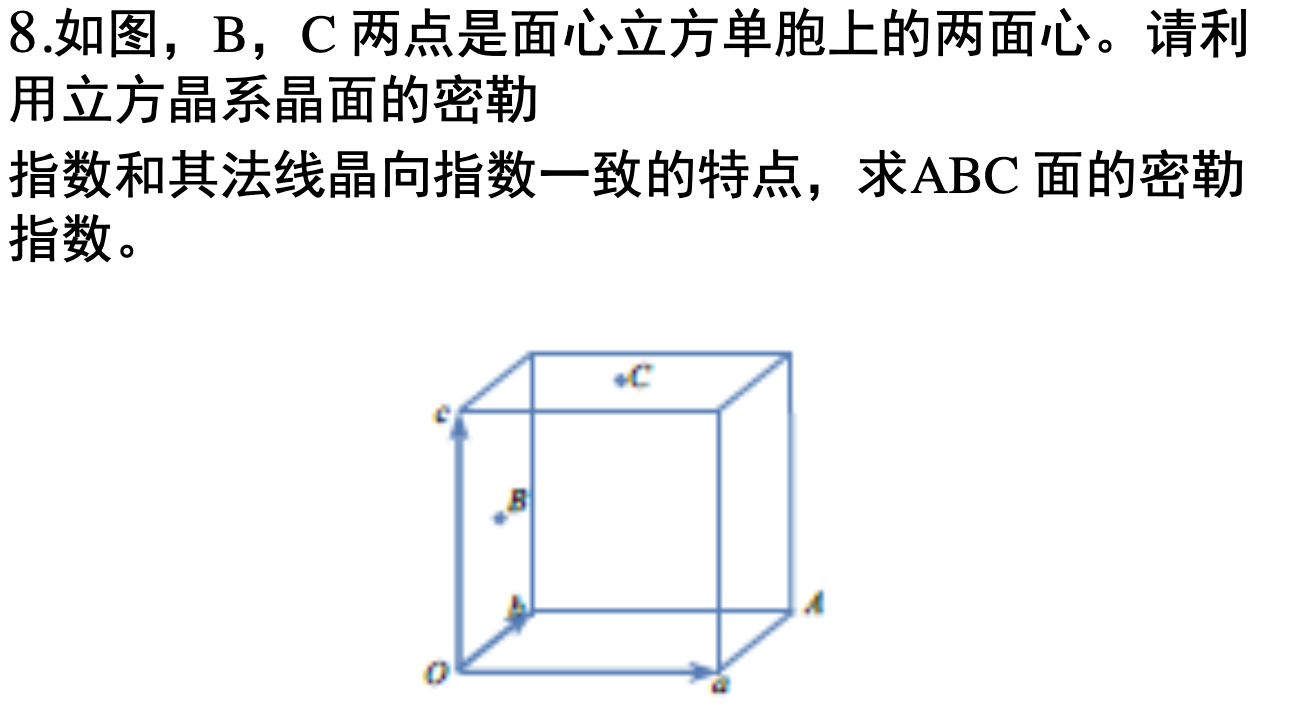 8.如图，B，C 两点是面心立方单胞上的两面心。请利
用立方晶系晶面的密勒
指数和其法线晶向指数一致的特点，求ABC 面的密勒
指数。
C
c
B
b
A
O
a